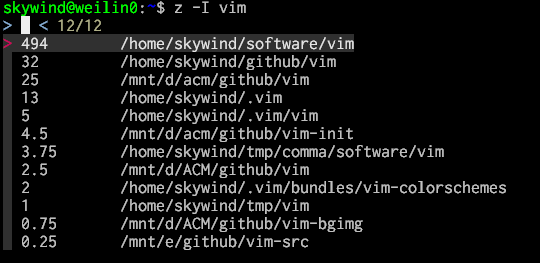 skywind@weilin0:~$ z -I vim
> < 12/12
> 494 /home/skywind/software/vim
32 /home/skywind/github/vim
25 /mnt/d/acm/github/vim
13 /home/skywind/.vim
5 /home/skywind/.vim/vim
4.5 /mnt/d/acm/github/vim-init
3.75 /home/skywind/tmp/comma/software/vim
2.5 /mnt/d/ACM/github/vim
2 /home/skywind/.vim/bundles/vim-colorschemes
1 /home/skywind/tmp/vim
0.75 /mnt/d/ACM/github/vim-bgimg
0.25 /mnt/e/github/vim-src